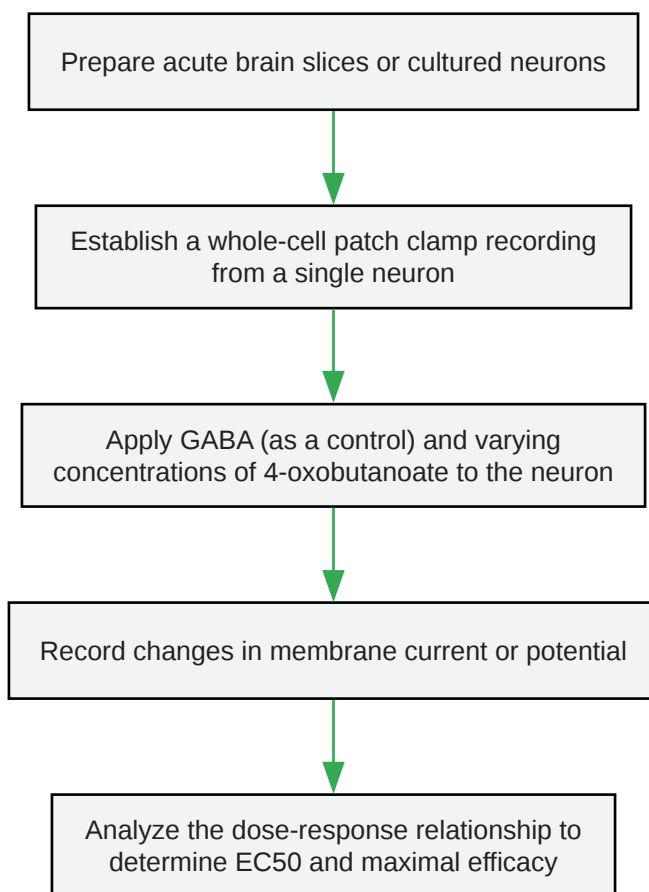 Prepare acute brain slices or cultured neurons
Establish a whole-cell patch clamp recording
from a single neuron
Apply GABA (as a control) and varying
concentrations of 4-oxobutanoate to the neuron
Record changes in membrane current or potential
Analyze the dose-response relationship to
determine EC50 and maximal efficacy